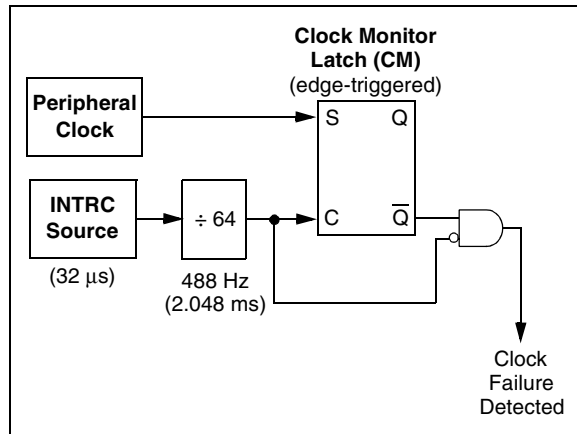 Clock Monitor
Latch (CM)
(edge-triggered)
Peripheral
Clock
S
Q
INTRC
Source
(32 μs)
÷ 64
C
Q̅
488 Hz
(2.048 ms)
Clock
Failure
Detected